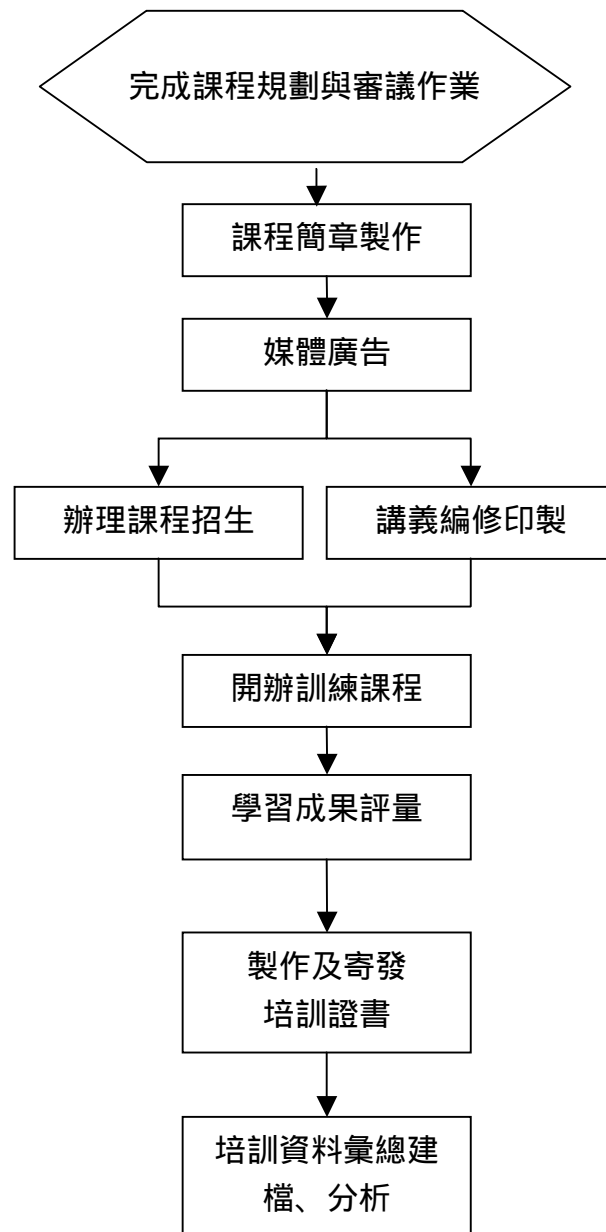 完成課程規劃與審議作業
課程簡章製作
媒體廣告
辦理課程招生
講義編修印製
開辦訓練課程
學習成果評量
製作及寄發
培訓證書
培訓資料彙總建
檔、分析